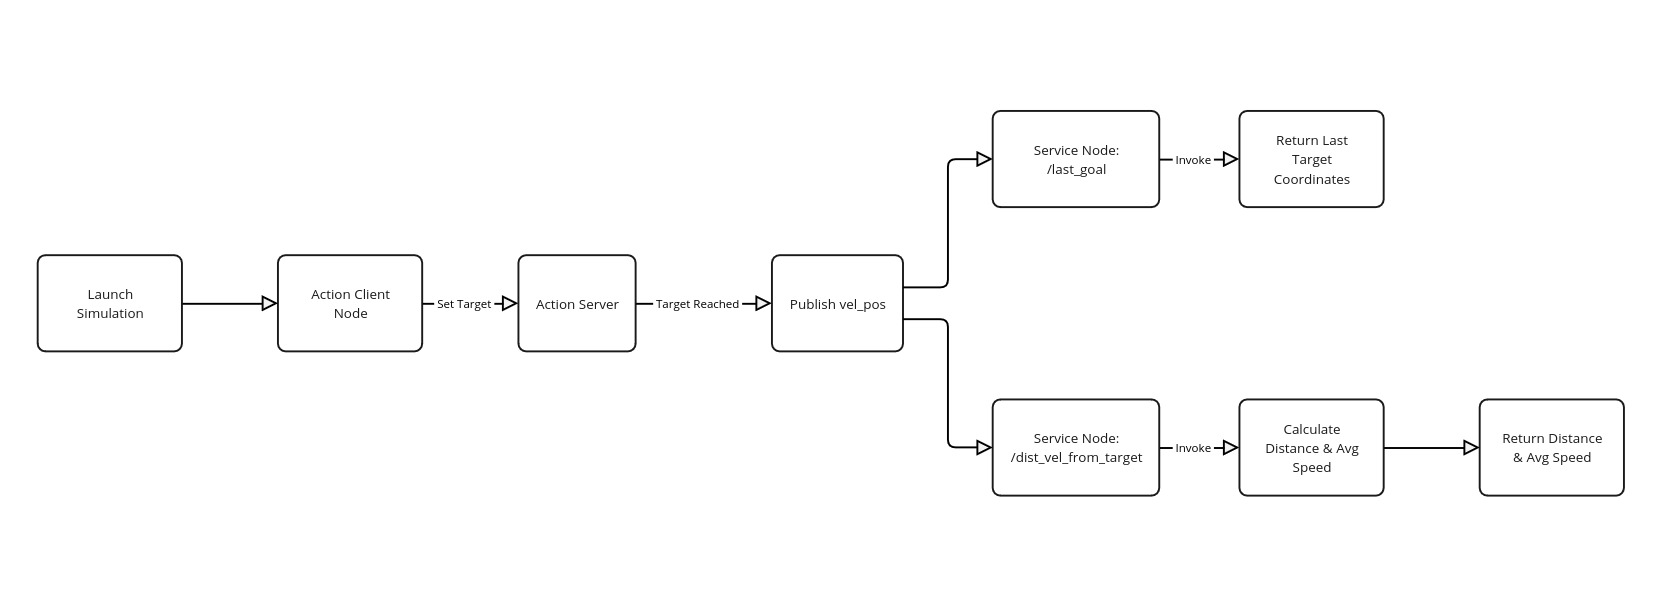 Launch
Simulation
Action Client
Node
Set Target
Action Server
Target Reached
Publish vel_pos
Service Node:
/last_goal
Invoke
Return Last
Target
Coordinates
Service Node:
/dist_vel_from_target
Invoke
Calculate
Distance & Avg
Speed
Return Distance
& Avg Speed